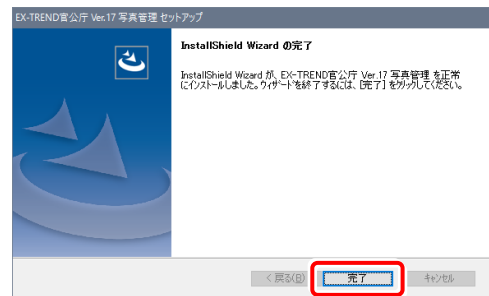 EX-TREND官公庁 Ver.17 写真管理 セットアップ
InstallShield Wizard の完了
InstallShield Wizard が、EX-TREND官公庁 Ver.17 写真管理 を正常
にインストールしました。ウィザードを終了するには、[完了] をクリックしてください。
< 戻る(B)
完了
キャンセル